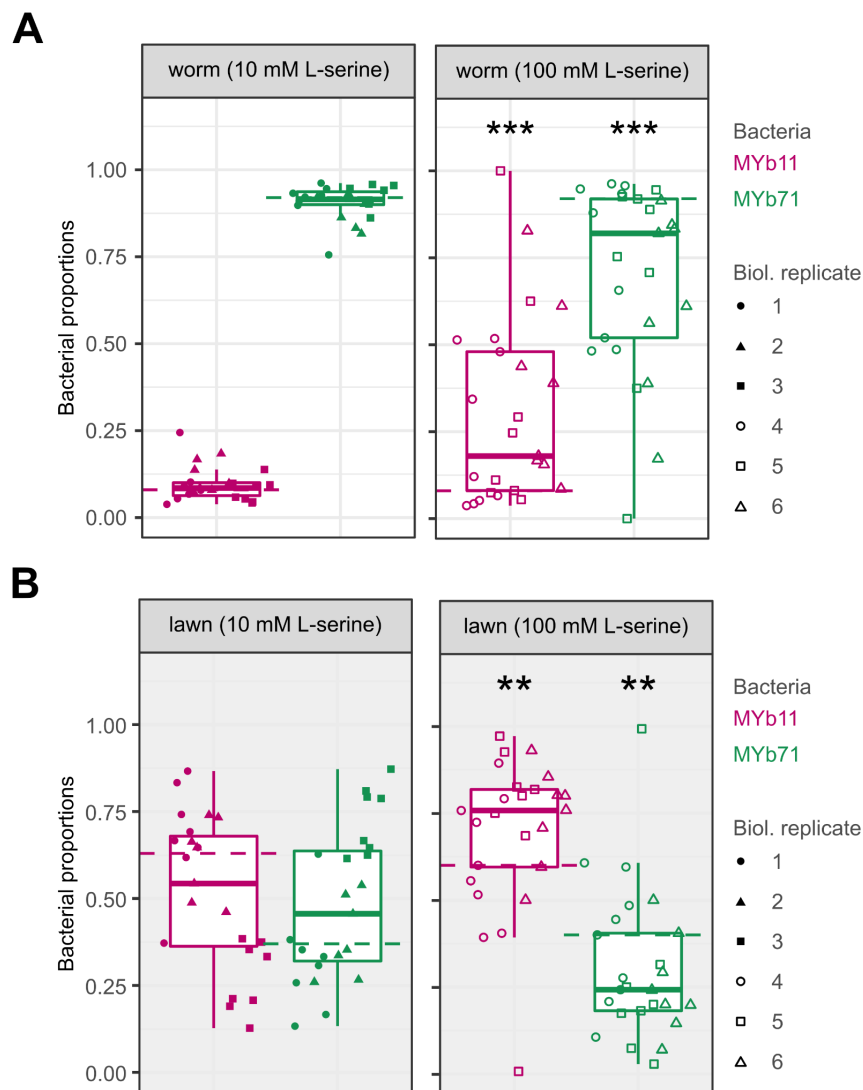 A
worm (10 mM L-serine)
worm (100 mM L-serine)
*** ***
Bacterial proportions
1.00
0.75
0.50
0.25
0.00
Bacteria
MYb11
MYb71
Biol. replicate
1
2
3
4
5
6
B
lawn (10 mM L-serine)
lawn (100 mM L-serine)
** **
Bacterial proportions
1.00
0.75
0.50
0.25
0.00
Bacteria
MYb11
MYb71
Biol. replicate
1
2
3
4
5
6